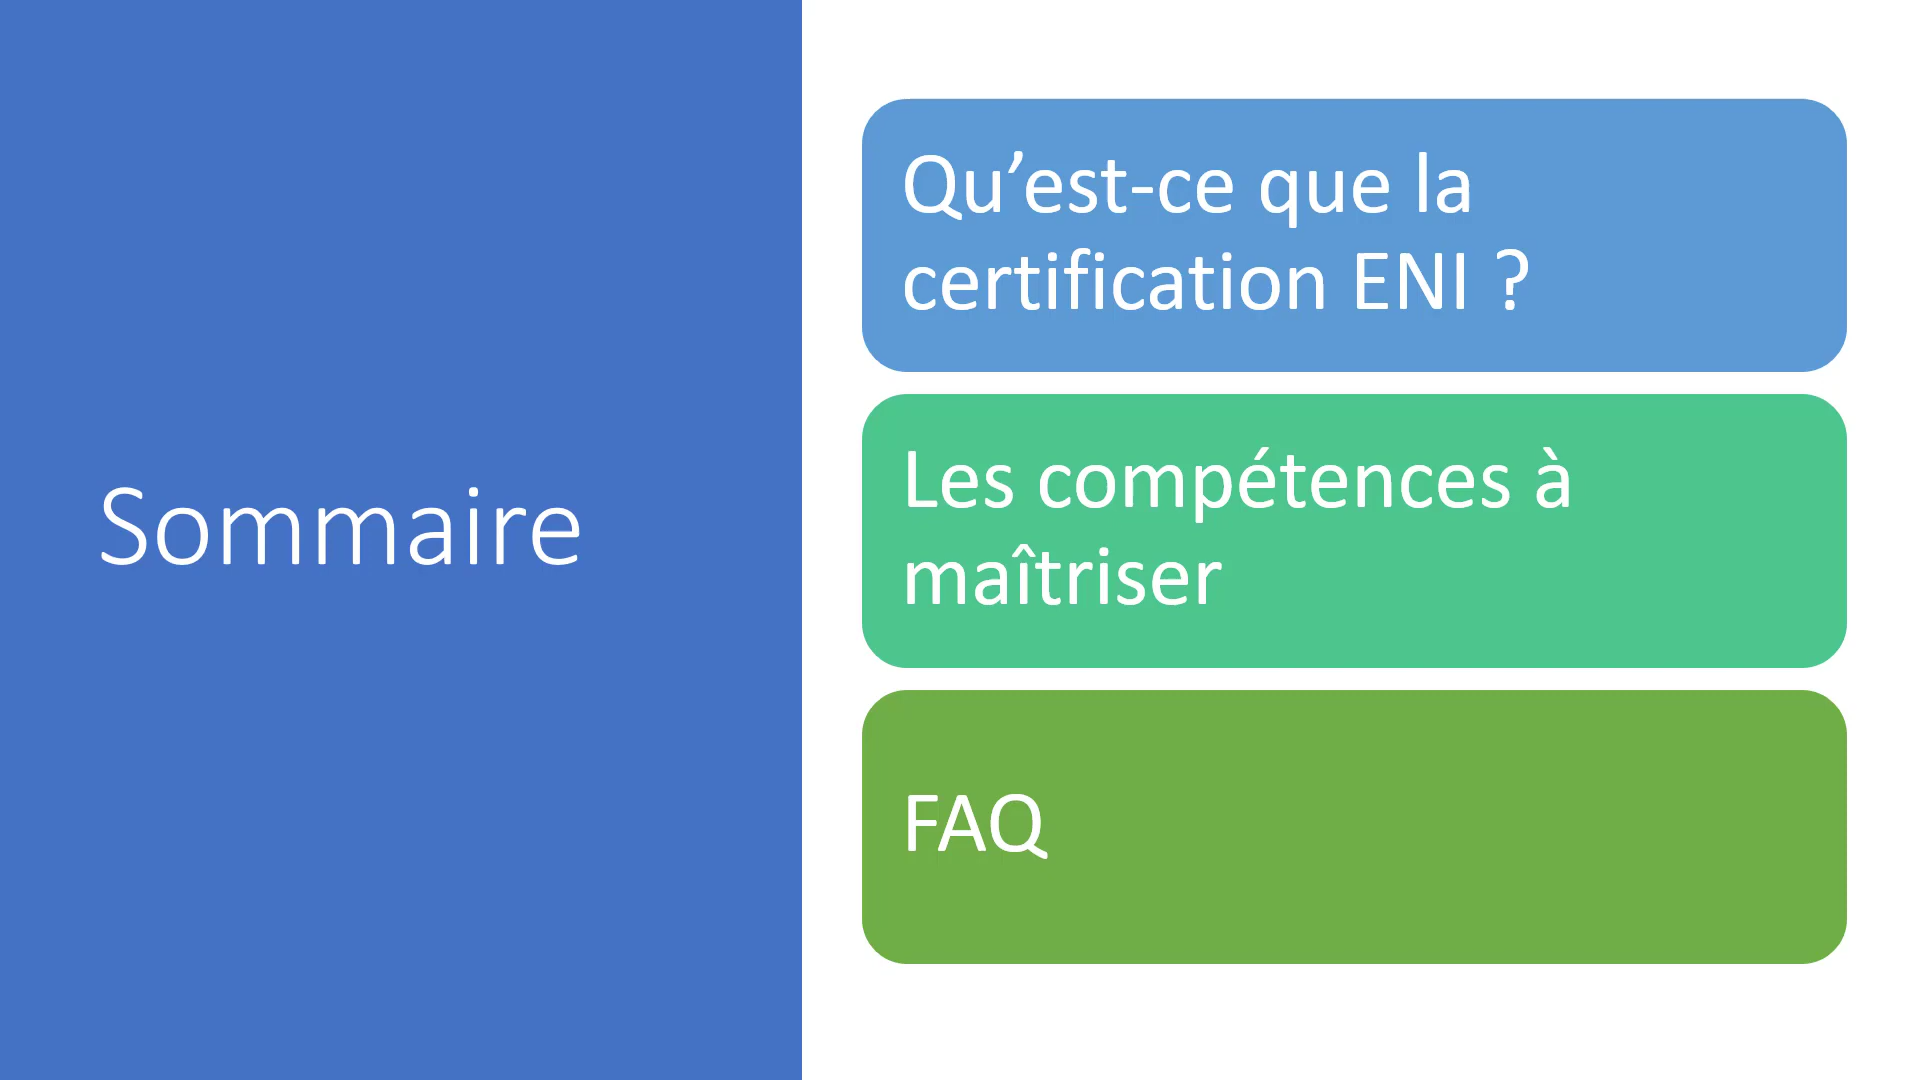 Sommaire
Qu’est-ce que la
certification ENI ?
Les compétences à
maîtriser
FAQ